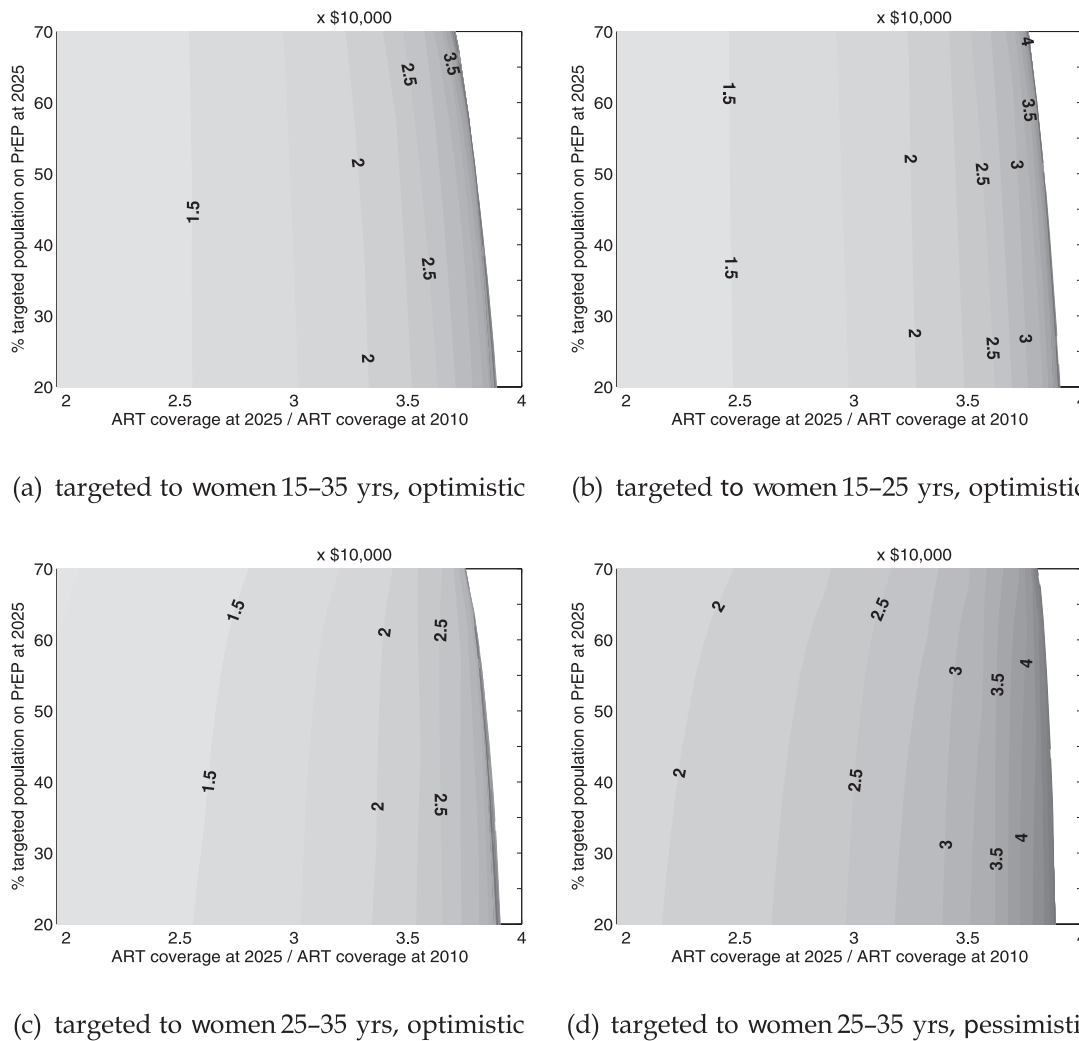 x $10,000
x $10,000
% targeted population on PrEP at 2025
70
60
50
40
30
20
1.5
2
2
2.5
2.5
3.5
2 2.5 3 3.5 4
ART coverage at 2025 / ART coverage at 2010
% targeted population on PrEP at 2025
70
60
50
40
30
20
1.5
1.5
2
2
2.5
2.5
3
3
3.5
4
2 2.5 3 3.5
ART coverage at 2025 / ART coverage at 2010
(a) targeted to women 15–35 yrs, optimistic
(b) targeted to women 15–25 yrs, optimistic
x $10,000
x $10,000
% targeted population on PrEP at 2025
70
60
50
40
30
20
1.5
1.5
2
2
2.5
2.5
2 2.5 3 3.5 4
ART coverage at 2025 / ART coverage at 2010
% targeted population on PrEP at 2025
70
60
50
40
30
20
2
2
2.5
2.5
3
3
3.5
3.5
4
4
2 2.5 3 3.5
ART coverage at 2025 / ART coverage at 2010
(c) targeted to women 25–35 yrs, optimistic
(d) targeted to women 25–35 yrs, pessimisti